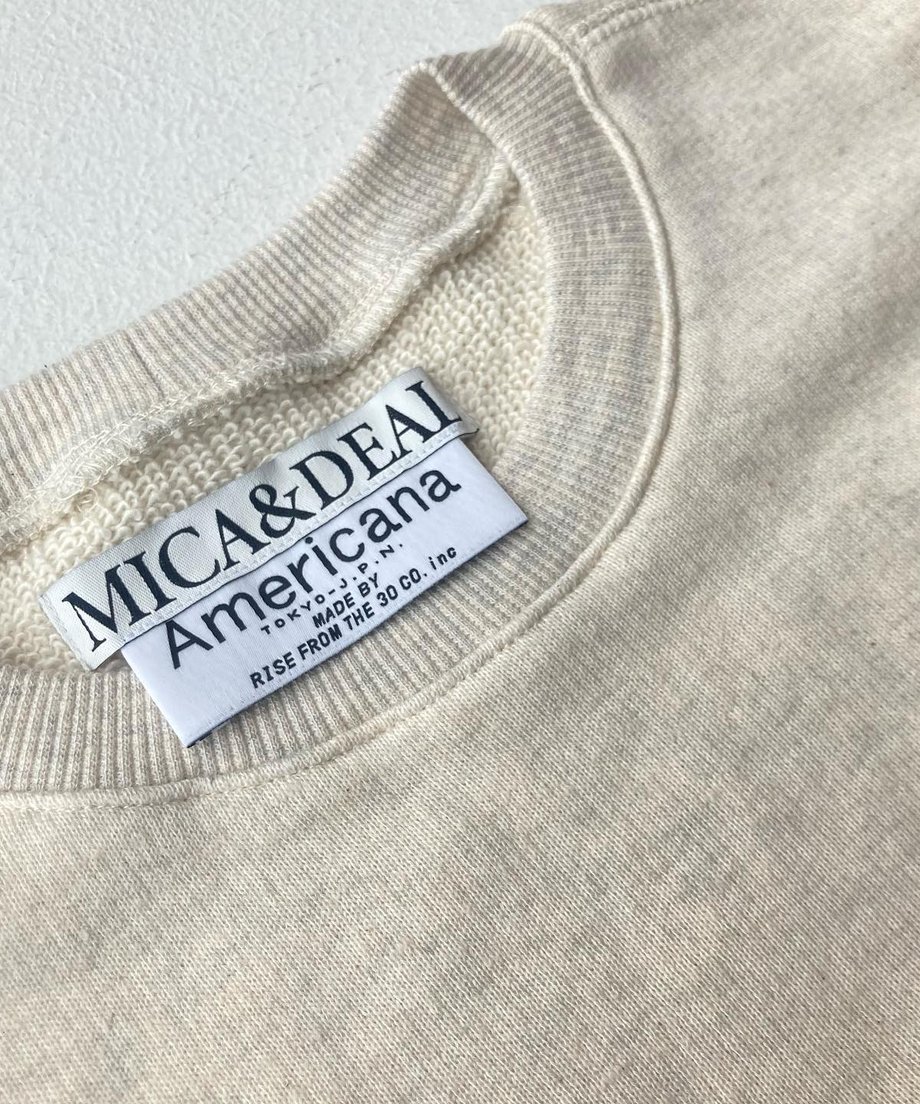 MICA&DEAL
Americana
TOKYO-J.P.N.
MADE BY
RISE FROM THE 30 CO. inc